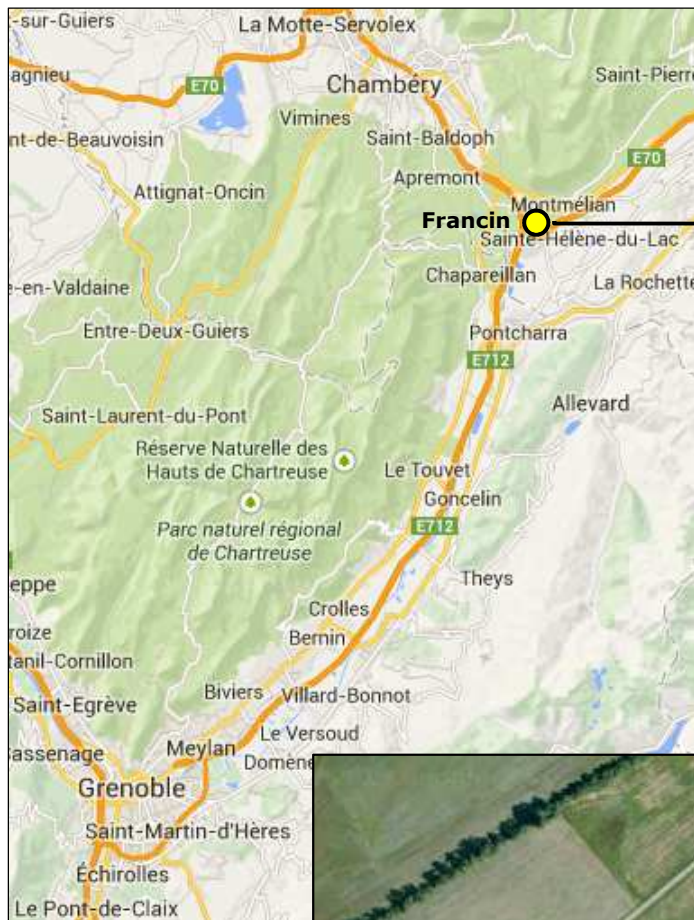 -sur-Guiers
La Motte-Servolex
agnieu
E70
Chambéry
Saint-Pierre
Vimines
nt-de-Beauvoisin
Saint-Baldoph
E70
Apremont
Attignat-Oncin
Montmélian
Francin
Sainte-Hélène-du-Lac
Chapareillan
e-en-Valdaine
La Rochette
Entre-Deux-Guiers
Pontcharra
E712
Allevard
Saint-Laurent-du-Pont
Réserve Naturelle des
Hauts de Chartreuse
Le Touvet
Goncelin
Parc naturel régional
de Chartreuse
E712
eppe
Theys
Crolles
roize
Bernin
tanil-Cornillon
Biviers
Villard-Bonnot
Saint-Egrève
Le Versoud
Sassenage
Meylan
Domène
Grenoble
Saint-Martin-d'Hères
Échirolles
Le Pont-de-Claix